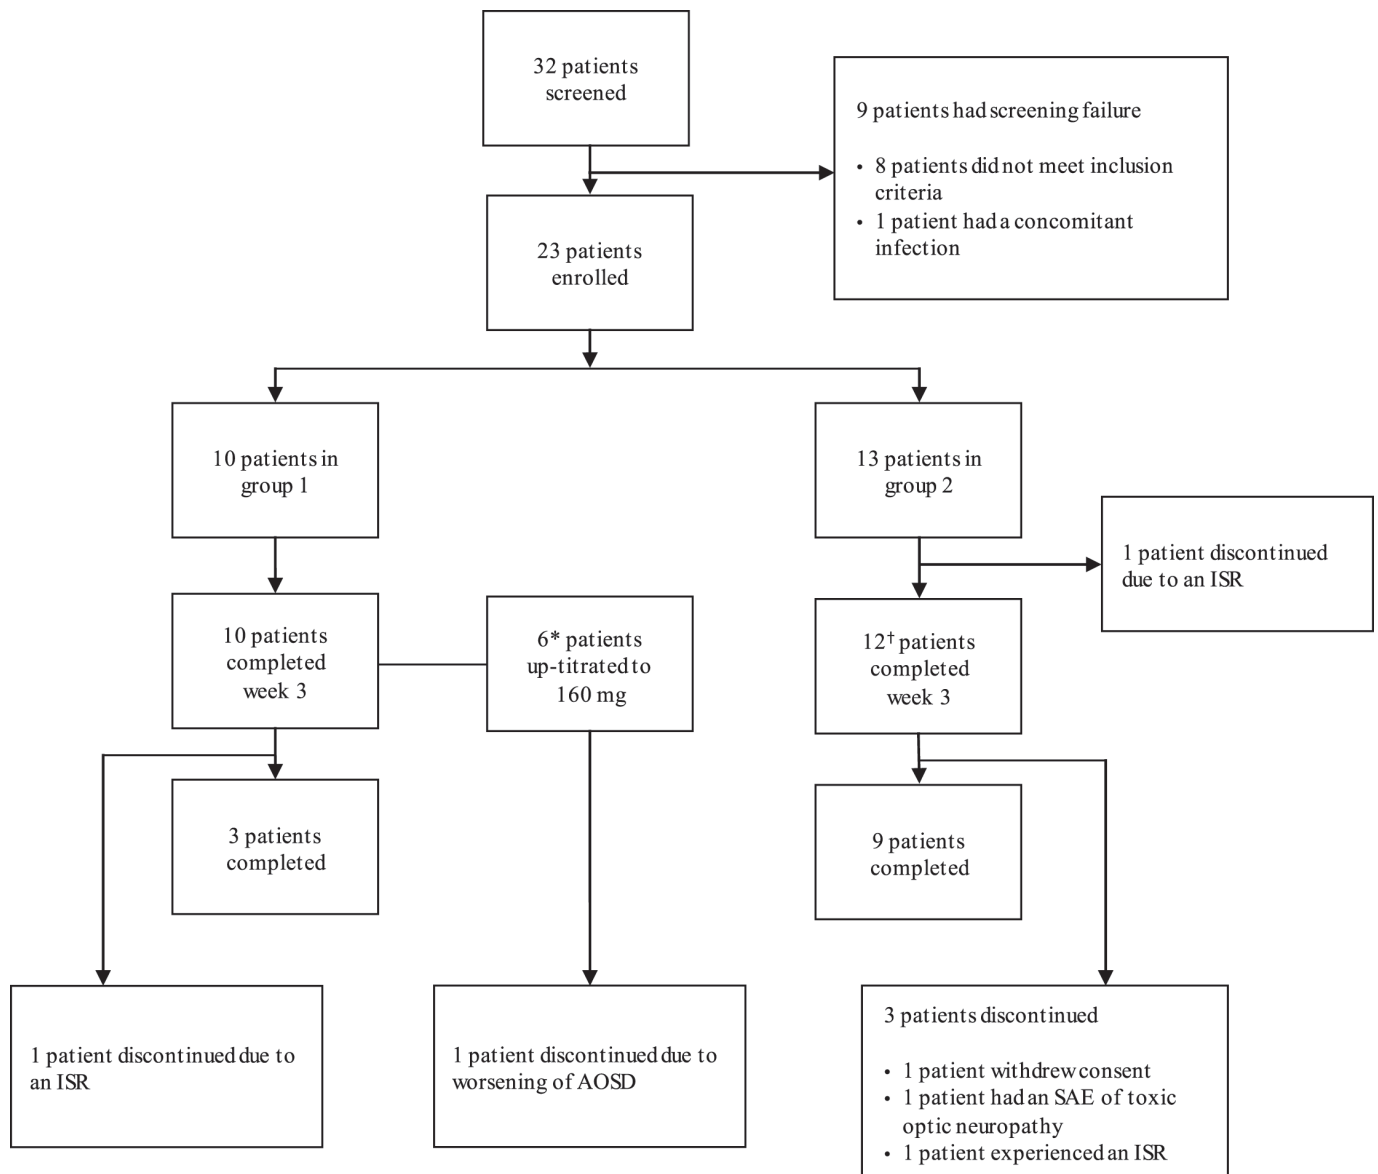 32 patients
screened
9 patients had screening failure
• 8 patients did not meet inclusion
criteria
• 1 patient had a concomitant
infection
23 patients
enrolled
10 patients in
group 1
13 patients in
group 2
1 patient discontinued
due to an ISR
10 patients
completed
week 3
6* patients
up-titrated to
160 mg
12† patients
completed
week 3
3 patients
completed
9 patients
completed
1 patient discontinued due to
an ISR
1 patient discontinued due to
worsening of AOSD
3 patients discontinued
• 1 patient withdrew consent
• 1 patient had an SAE of toxic
optic neuropathy
• 1 patient experienced an ISR